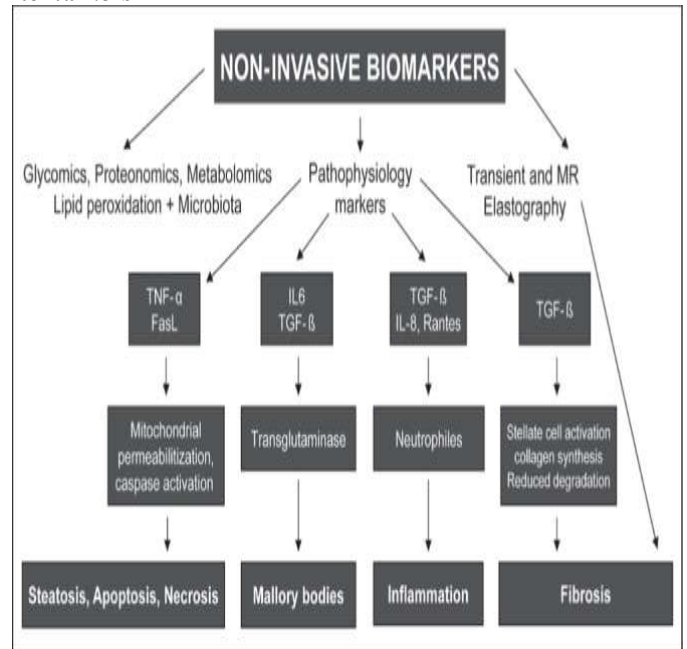 NON-INVASIVE BIOMARKERS
Glycomics, Proteonomics, Metabolomics
Lipid peroxidation + Microbiota
Pathophysiology
markers
Transient and MR
Elastography
TNF-α
FasL
IL6
TGF-ß
TGF-ß
IL-8, Rantes
TGF-ß
Mitochondrial
permeabilitization,
caspase activation
Transglutaminase
Neutrophiles
Stellate cell activation
collagen synthesis
Reduced degradation
Steatosis, Apoptosis, Necrosis
Mallory bodies
Inflammation
Fibrosis